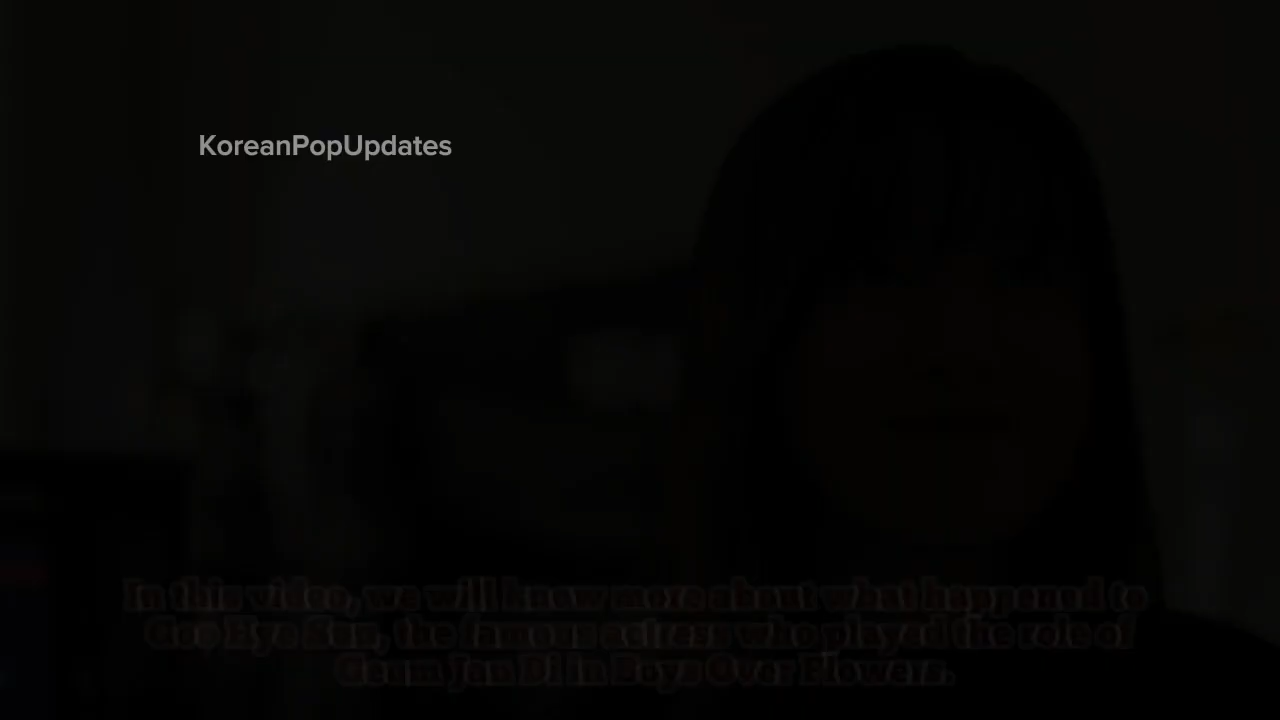 KoreanPopUpdates
In this video, we will know more about what happened to
Goo Hye Sun, the famous actress who played the role of
Geum Jan Di in Boys Over Flowers.